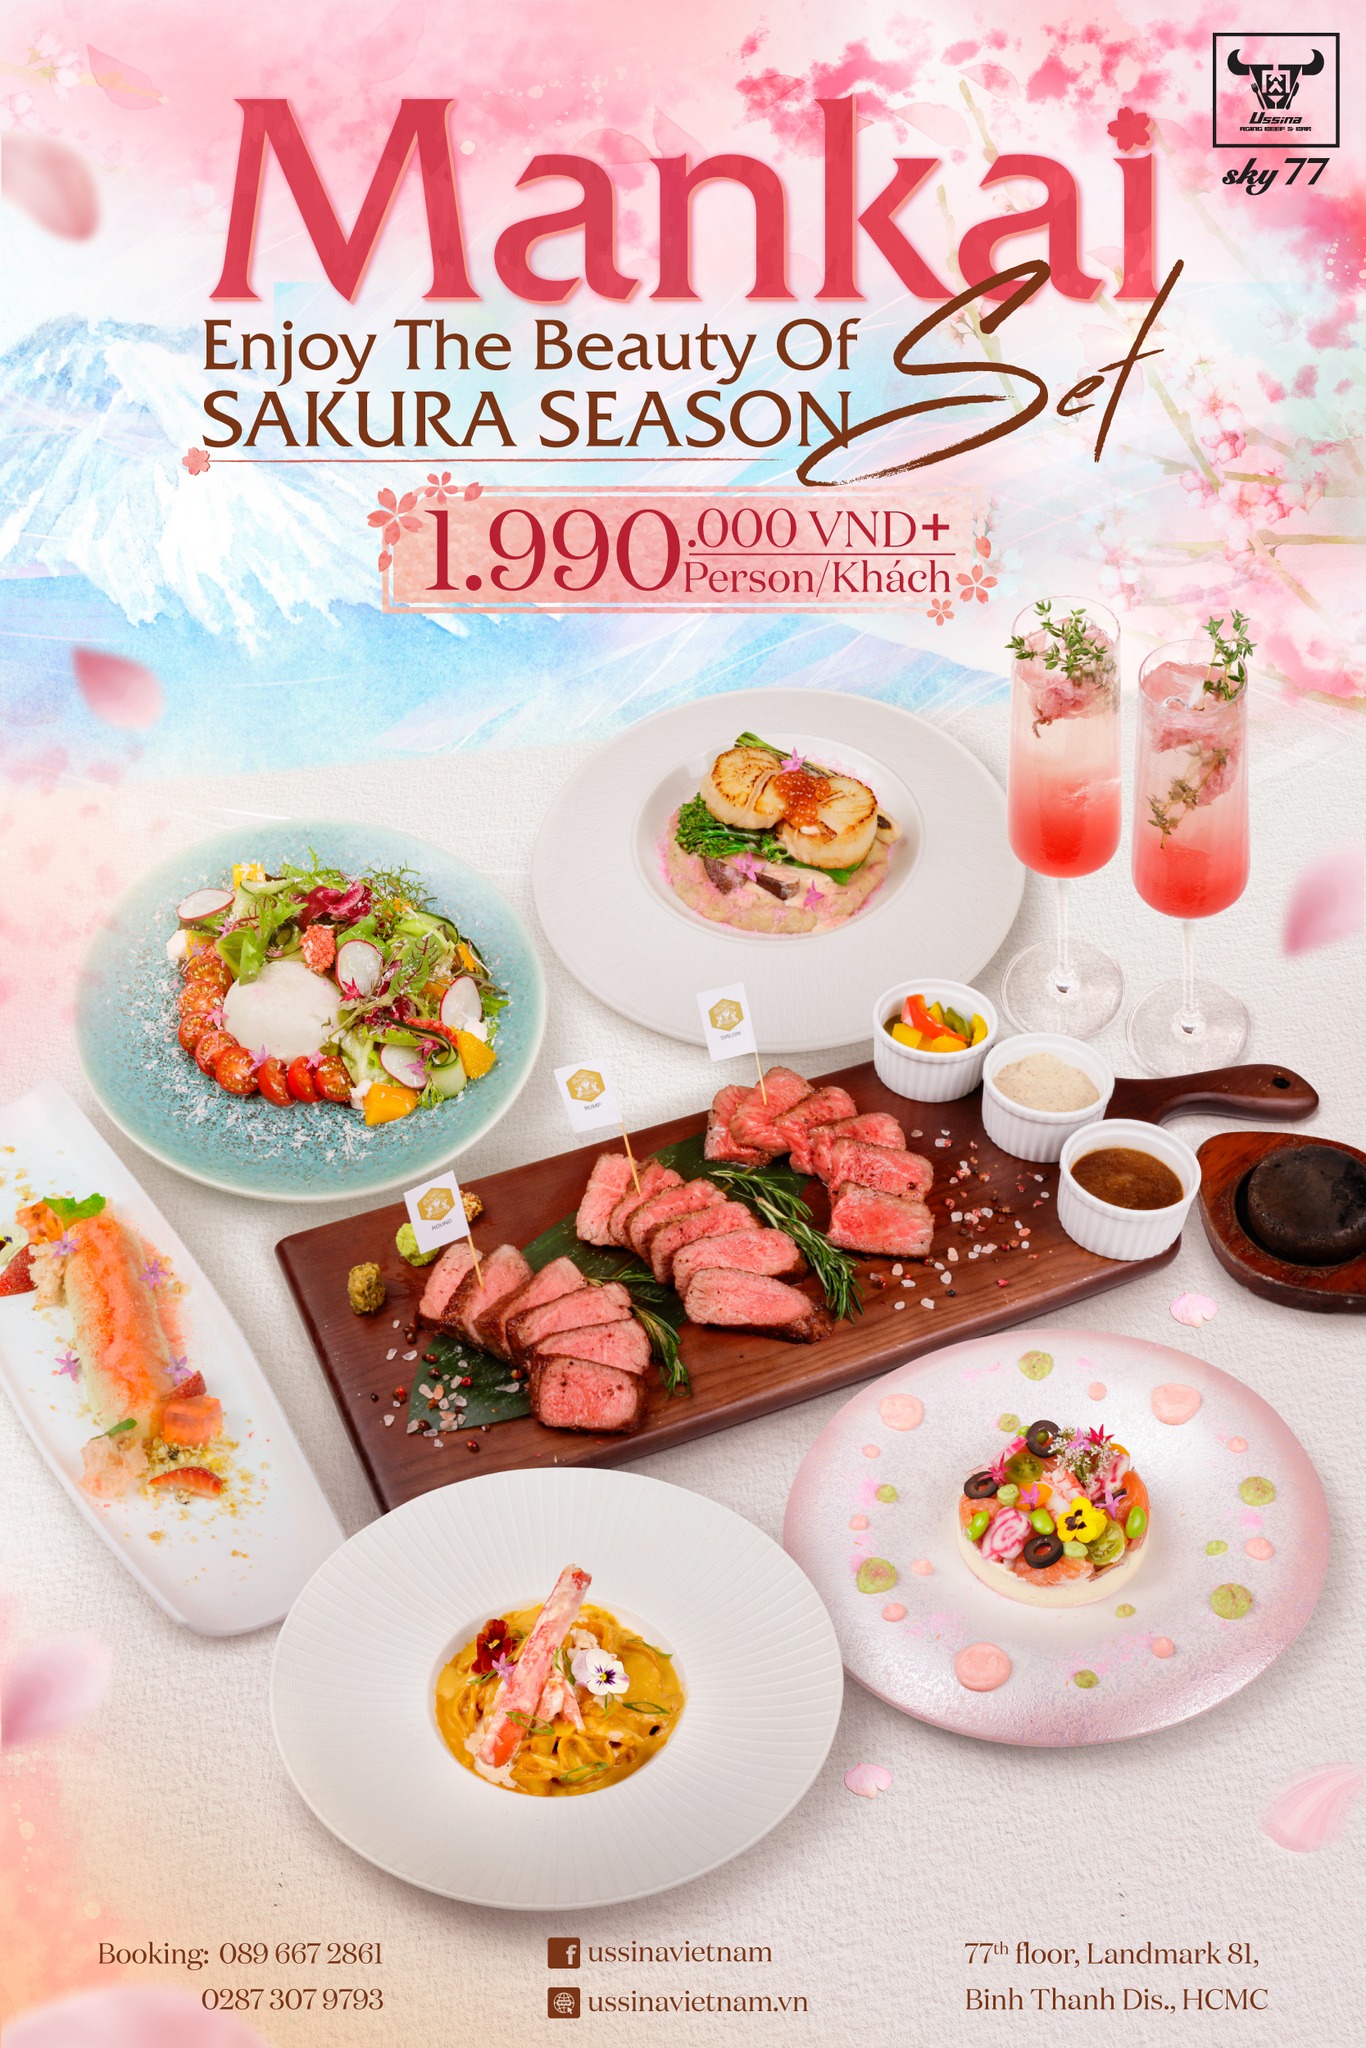 Ussina
AGING BEEF & BAR
sky 77
Mankai
Set
Enjoy The Beauty Of
SAKURA SEASON
1.990.000 VND+
Person/Khách
SIRLOIN
RUMP
ROUND
Booking: 089 667 2861
0287 307 9793
ussinavietnam
ussinavietnam.vn
77th floor, Landmark 81,
Binh Thanh Dis., HCMC